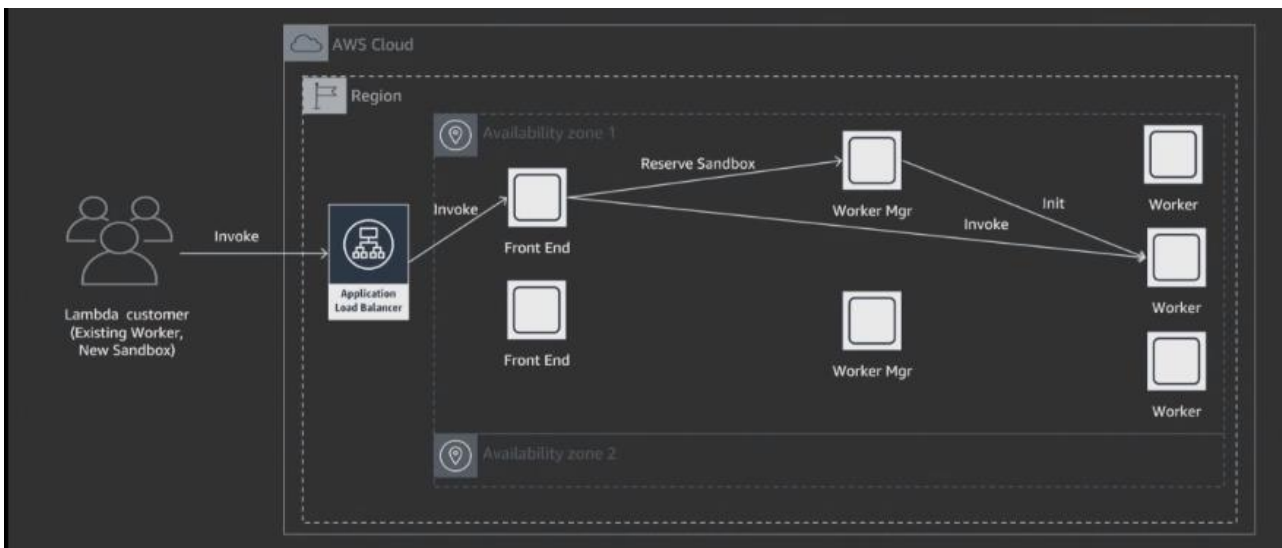 AWS Cloud
Region
Availability zone 1
Reserve Sandbox
Worker Mgr
Init
Worker
Invoke
Front End
Invoke
Invoke
Application
Load Balancer
Worker
Lambda customer
(Existing Worker,
New Sandbox)
Front End
Worker Mgr
Worker
Availability zone 2